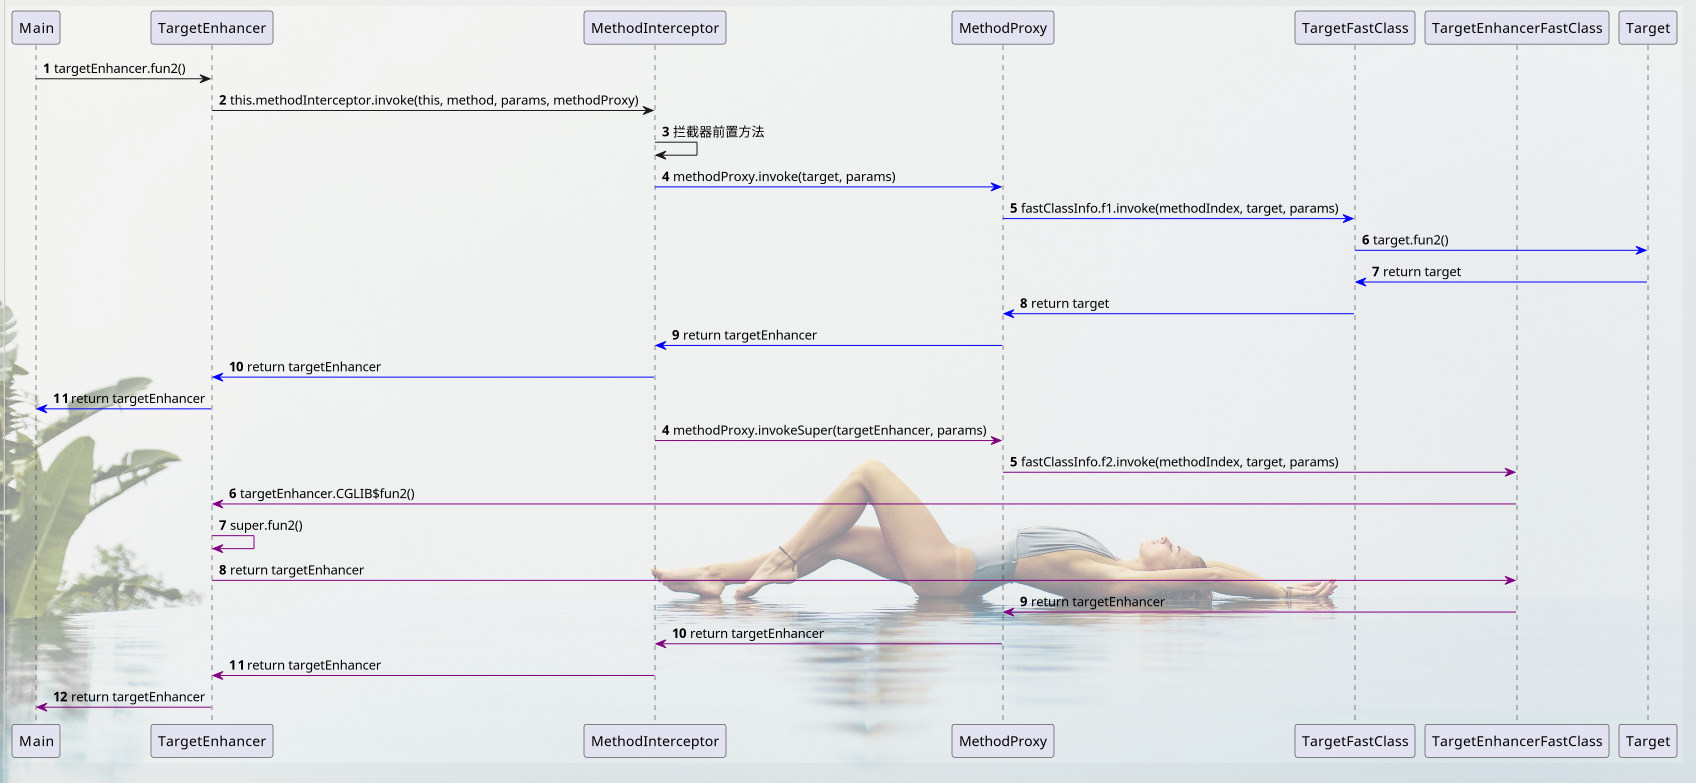 Main TargetEnhancer MethodInterceptor MethodProxy TargetFastClass TargetEnhancerFastClass Target
1 targetEnhancer.fun2()
2 this.methodInterceptor.invoke(this, method, params, methodProxy)
3 拦截器前置方法
4 methodProxy.invoke(target, params)
5 fastClassInfo.f1.invoke(methodIndex, target, params)
6 target.fun2()
7 return target
8 return target
9 return targetEnhancer
10 return targetEnhancer
11 return targetEnhancer
4 methodProxy.invokeSuper(targetEnhancer, params)
5 fastClassInfo.f2.invoke(methodIndex, target, params)
6 targetEnhancer.CGLIB$fun2()
7 super.fun2()
8 return targetEnhancer
9 return targetEnhancer
10 return targetEnhancer
11 return targetEnhancer
12 return targetEnhancer
Main TargetEnhancer MethodInterceptor MethodProxy TargetFastClass TargetEnhancerFastClass Target